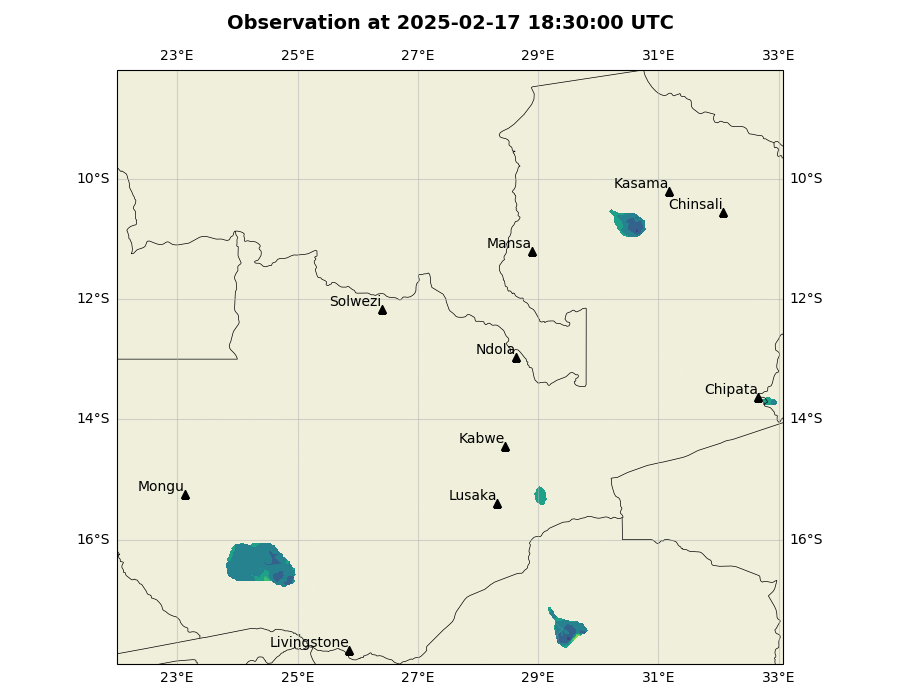 Observation at 2025-02-17 18:30:00 UTC
23°E 25°E 27°E 29°E 31°E 33°E
10°S 10°S
Kasama
Chinsali
Mansa
12°S 12°S
Solwezi
Ndola
Chipata
14°S 14°S
Kabwe
Mongu
Lusaka
16°S 16°S
Livingstone
23°E 25°E 27°E 29°E 31°E 33°E